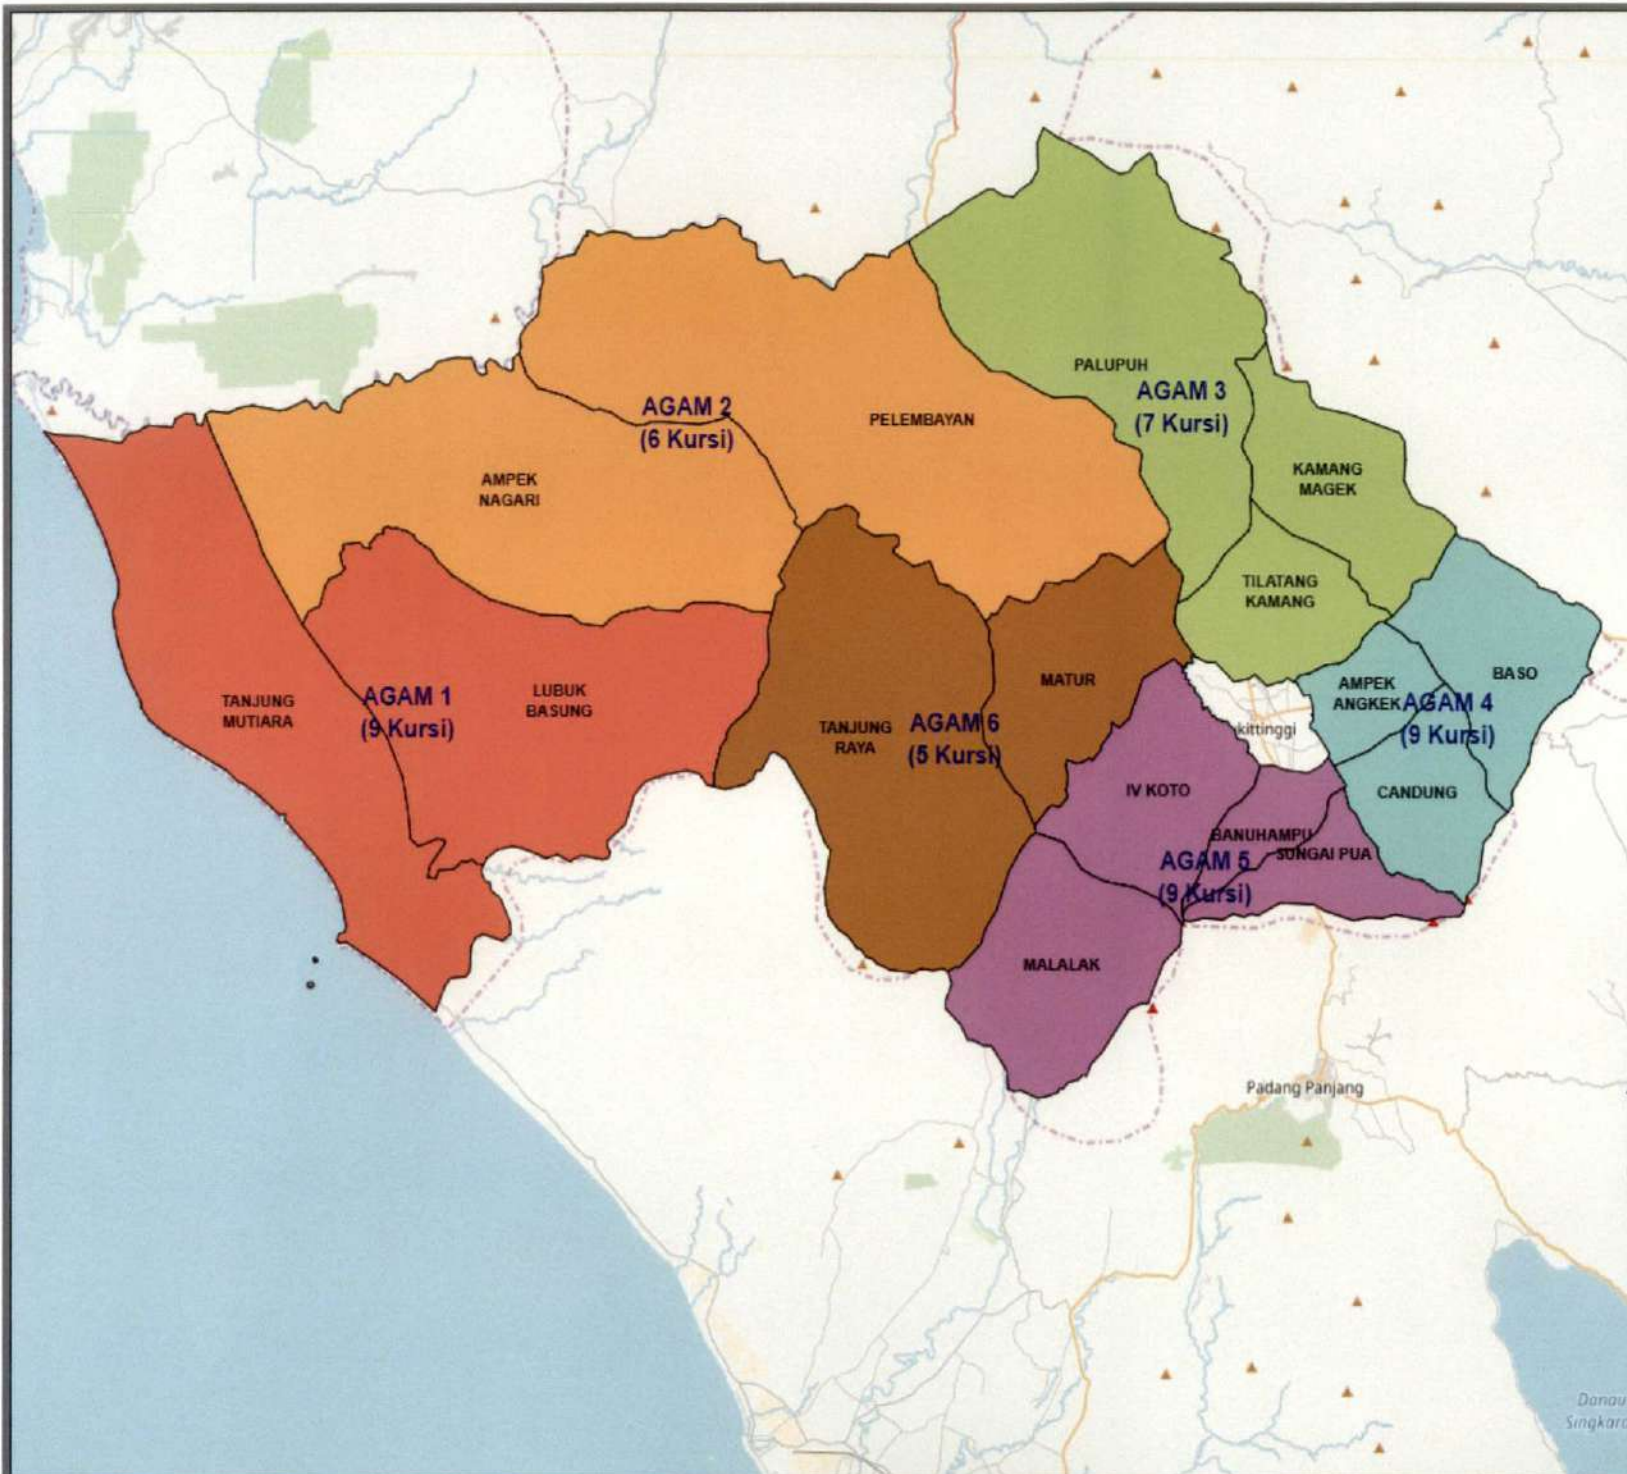 PALUPUH
AGAM 3
(7 Kursi)
AGAM 2
(6 Kursi)
PELEMBAYAN
KAMANG
MAGEK
AMPEK
NAGARI
TILATANG
KAMANG
BASO
AMPEK
ANGKEK
AGAM 4
(9 Kursi)
MATUR
LUBUK
BASUNG
AGAM 1
(9 Kursi)
TANJUNG
MUTIARA
TANJUNG
RAYA
AGAM 6
(5 Kursi)
kittinggi
IV KOTO
CANDUNG
BANUHAMPU
SUNGAI PUA
AGAM 5
(9 Kursi)
MALALAK
Padang Panjang
Danau
Singkara